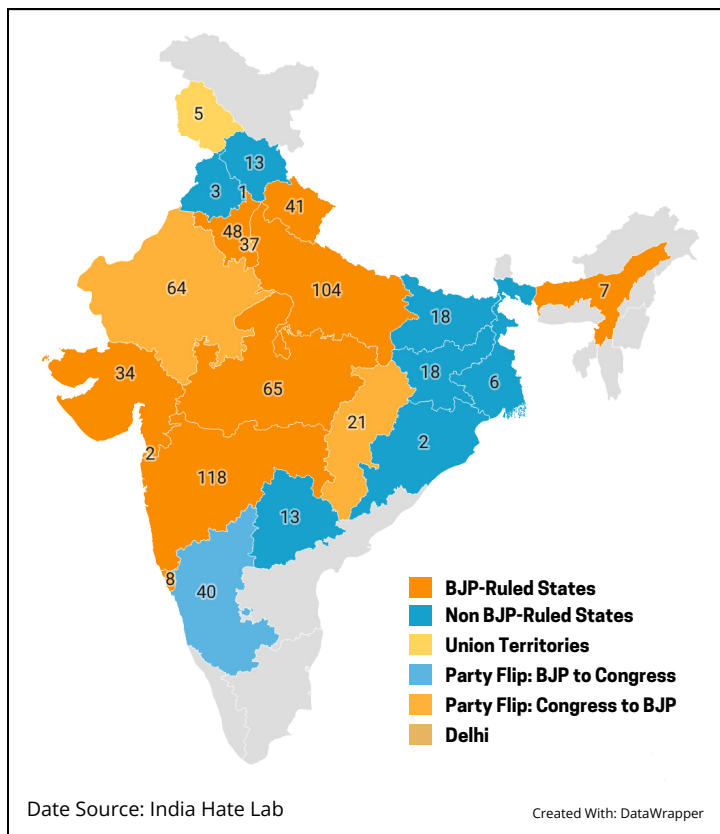 5
13
3
1
41
48
37
64
104
7
18
34
65
18
6
21
2
2
118
13
8
40
BJP-Ruled States
Non BJP-Ruled States
Union Territories
Party Flip: BJP to Congress
Party Flip: Congress to BJP
Delhi
Date Source: India Hate Lab
Created With: DataWrapper